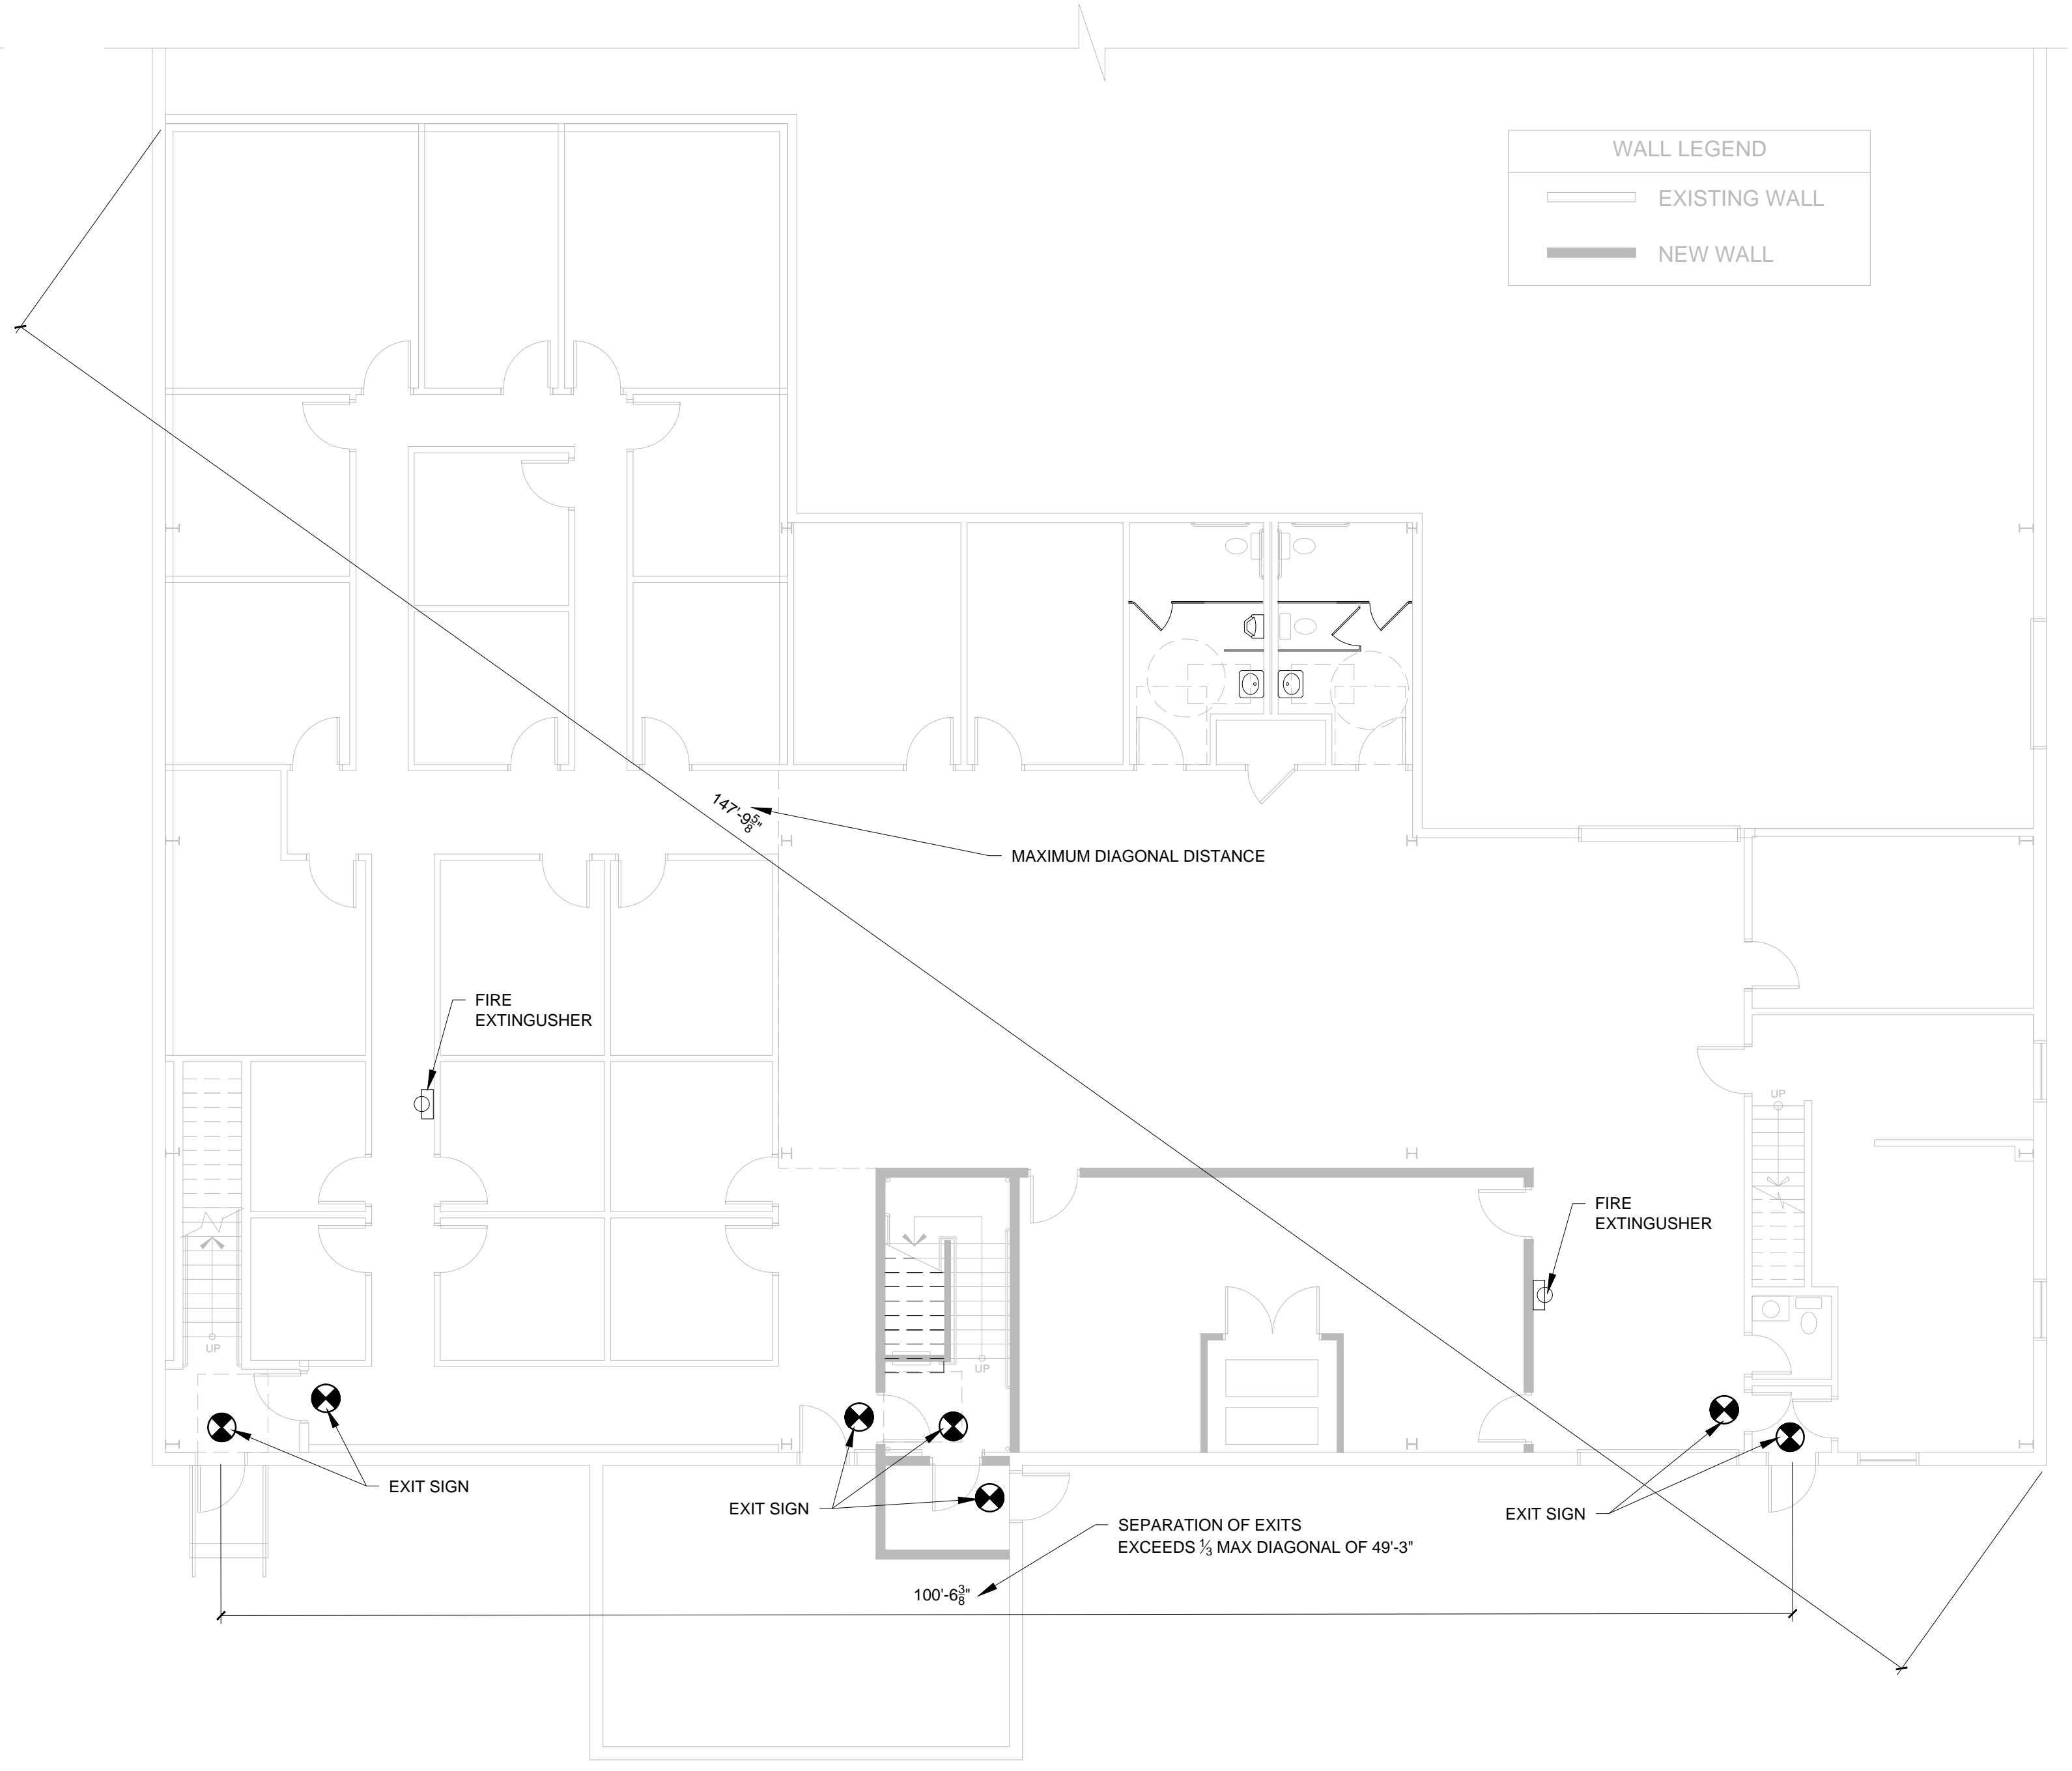 WALL LEGEND
EXISTING WALL
NEW WALL
147'-9⅝"
MAXIMUM DIAGONAL DISTANCE
FIRE
EXTINGUSHER
UP
FIRE
EXTINGUSHER
UP
UP
EXIT SIGN
EXIT SIGN
EXIT SIGN
SEPARATION OF EXITS
EXCEEDS ⅓ MAX DIAGONAL OF 49'-3"
100'-6⅜"